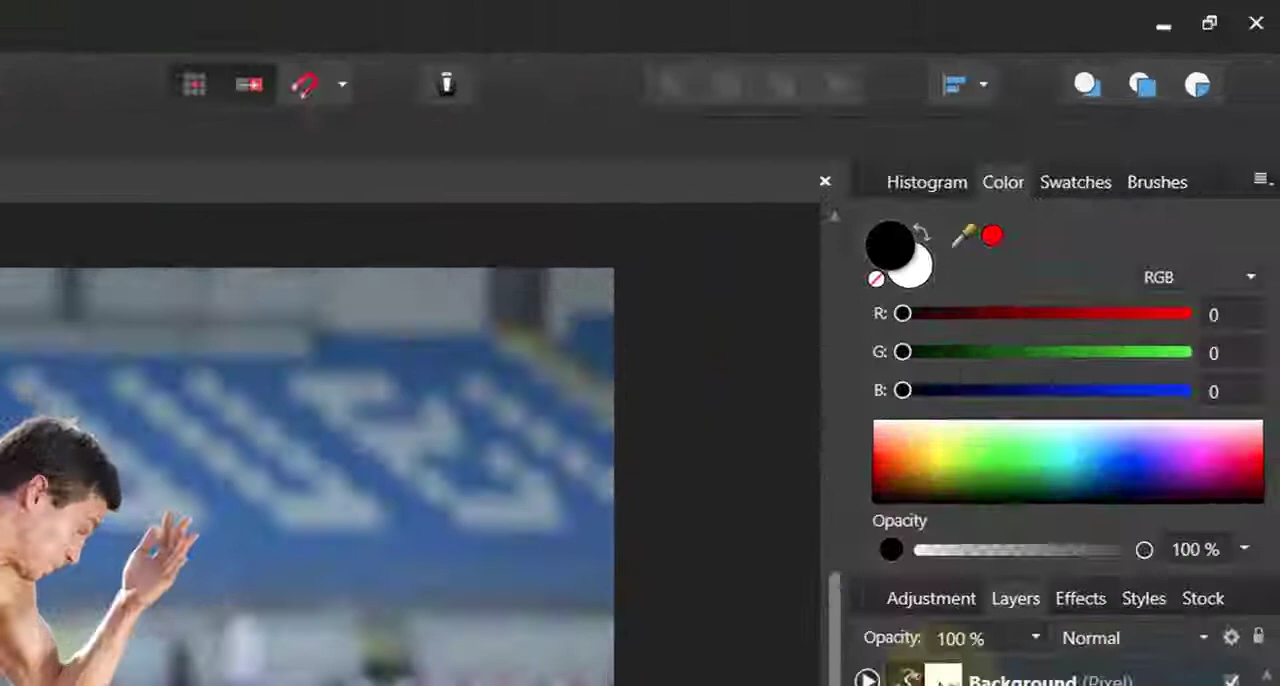 Histogram Color Swatches Brushes
RGB
R: 0
G: 0
B: 0
Opacity
100 %
Adjustment Layers Effects Styles Stock
Opacity: 100 % Normal
Background (Pixel)